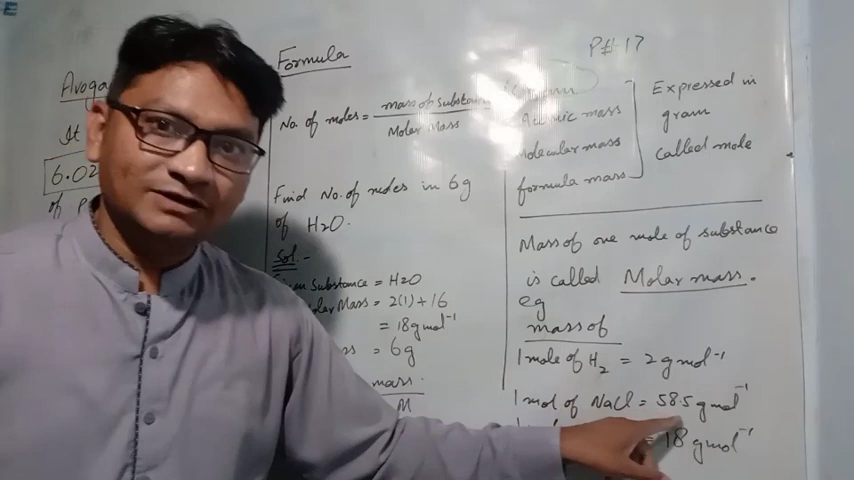 E
Avoga
It
6.02
of P
Formula
No. of moles = mass of substan
Molar Mass
Find No. of moles in 6g
of H₂O.
Sol:-
Substance = H₂O
Molar Mass = 2(1) + 16
= 18 g mol⁻¹
= 6g
mass.
M
P# 17
mass
Molecular mass
formula mass
Expressed in
gram
called mole
Mass of one mole of substance
is called Molar mass.
eg
mass of
1 mole of H₂ = 2 g mol⁻¹
1 mol of NaCl = 58.5 g mol⁻¹
= 18 g mol⁻¹